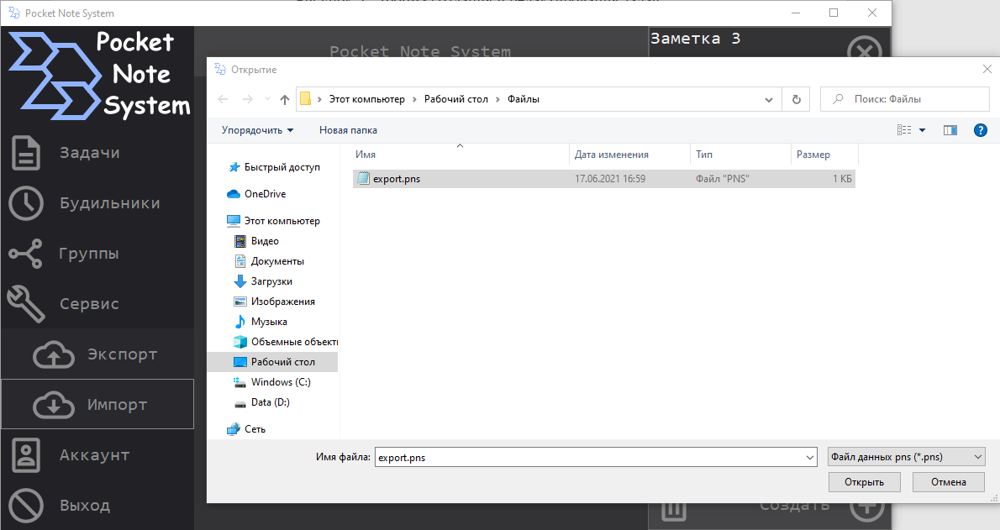 Pocket Note System
Pocket
Note
System
Задачи
Будильники
Группы
Сервис
Экспорт
Импорт
Аккаунт
Выход
Pocket Note System
Заметка 3
Открытие
Этот компьютер > Рабочий стол > Файлы
Поиск: Файлы
Упорядочить
Новая папка
Быстрый доступ
OneDrive
Этот компьютер
Видео
Документы
Загрузки
Изображения
Музыка
Объемные объекты
Рабочий стол
Windows (C:)
Data (D:)
Сеть
Имя
Дата изменения
Тип
Размер
export.pns
17.06.2021 16:59
Файл "PNS"
1 КБ
Имя файла:
export.pns
Файл данных pns (*.pns)
Открыть
Отмена
Создать